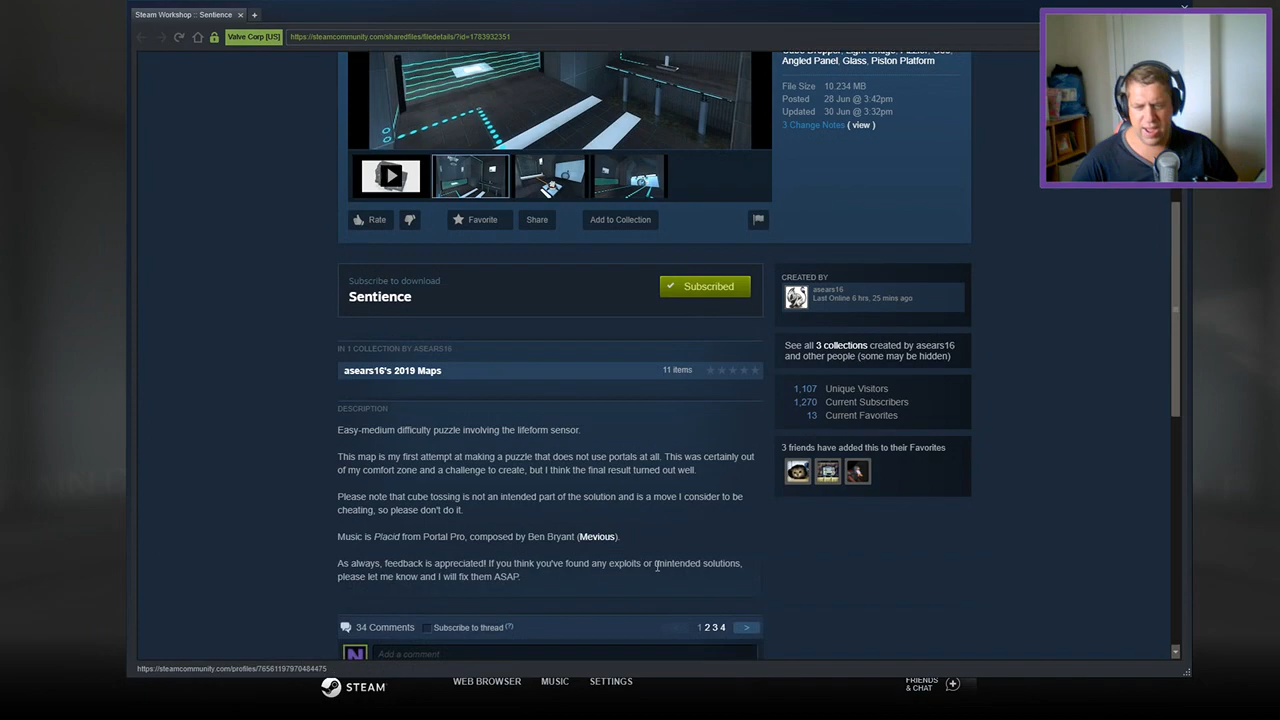 Steam Workshop :: Sentience
Valve Corp [US]
https://steamcommunity.com/sharedfiles/filedetails/?id=1783932351
Angled Panel, Glass, Piston Platform
File Size 10.234 MB
Posted 28 Jun @ 3:42pm
Updated 30 Jun @ 3:32pm
3 Change Notes ( view )
Rate
Favorite
Share
Add to Collection
Subscribe to download
Sentience
Subscribed
CREATED BY
asears16
Last Online 6 hrs, 25 mins ago
IN 1 COLLECTION BY ASEARS16
asears16's 2019 Maps 11 items
See all 3 collections created by asears16
and other people (some may be hidden)
1,107 Unique Visitors
1,270 Current Subscribers
13 Current Favorites
DESCRIPTION
Easy-medium difficulty puzzle involving the lifeform sensor.
This map is my first attempt at making a puzzle that does not use portals at all. This was certainly out
of my comfort zone and a challenge to create, but I think the final result turned out well.
3 friends have added this to their Favorites
Please note that cube tossing is not an intended part of the solution and is a move I consider to be
cheating, so please don't do it.
Music is Placid from Portal Pro, composed by Ben Bryant (Mevious).
As always, feedback is appreciated! If you think you've found any exploits or unintended solutions,
please let me know and I will fix them ASAP.
34 Comments Subscribe to thread (?) 1 2 3 4 >
Add a comment
https://steamcommunity.com/profiles/76561197970484475
STEAM
WEB BROWSER MUSIC SETTINGS
FRIENDS
& CHAT